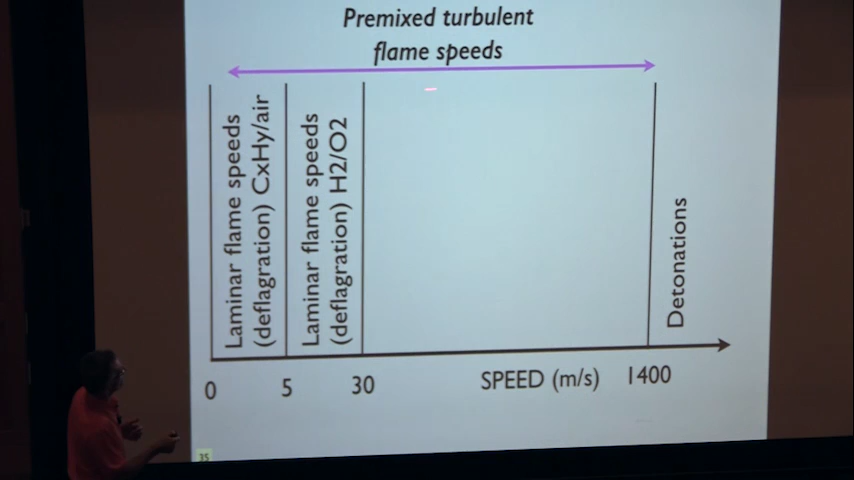 Premixed turbulent
flame speeds
Laminar flame speeds
(deflagration) CxHy/air
Laminar flame speeds
(deflagration) H2/O2
Detonations
0
5
30
SPEED (m/s)
1400
35